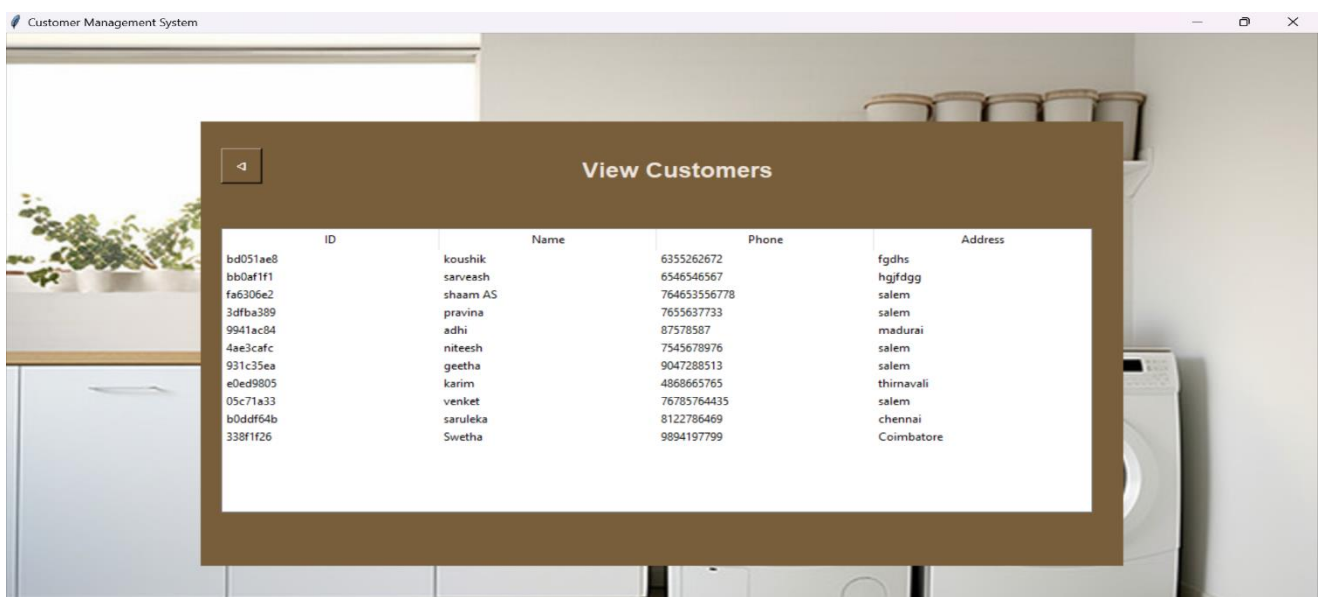 Customer Management System
View Customers
ID Name Phone Address
bd051ae8 koushik 6355262672 fgdhs
bb0af1f1 sarveash 6546546567 hgjfdgg
fa6306e2 shaam AS 764653556778 salem
3dfba389 pravina 7655637733 salem
9941ac84 adhi 87578587 madurai
4ae3cafc niteesh 7545678976 salem
931c35ea geetha 9047288513 salem
e0ed9805 karim 4868665765 thirnavali
05c71a33 venket 76785764435 salem
b0ddf64b saruleka 8122786469 chennai
338f1f26 Swetha 9894197799 Coimbatore